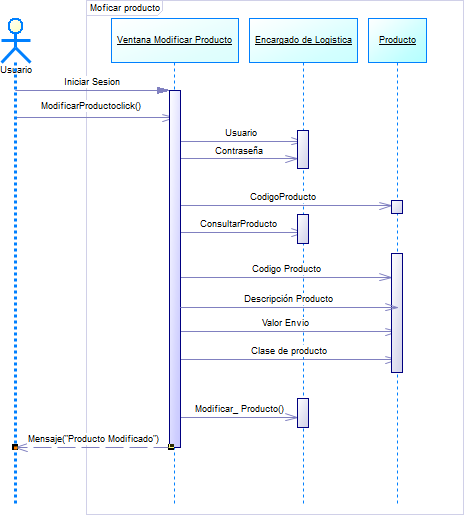 Moficar producto
Ventana Modificar Producto
Encargado de Logistica
Producto
Usuario
Iniciar Sesion
ModificarProductoclick()
Usuario
Contraseña
CodigoProducto
ConsultarProducto
Codigo Producto
Descripción Producto
Valor Envio
Clase de producto
Modificar_ Producto()
Mensaje("Producto Modificado")